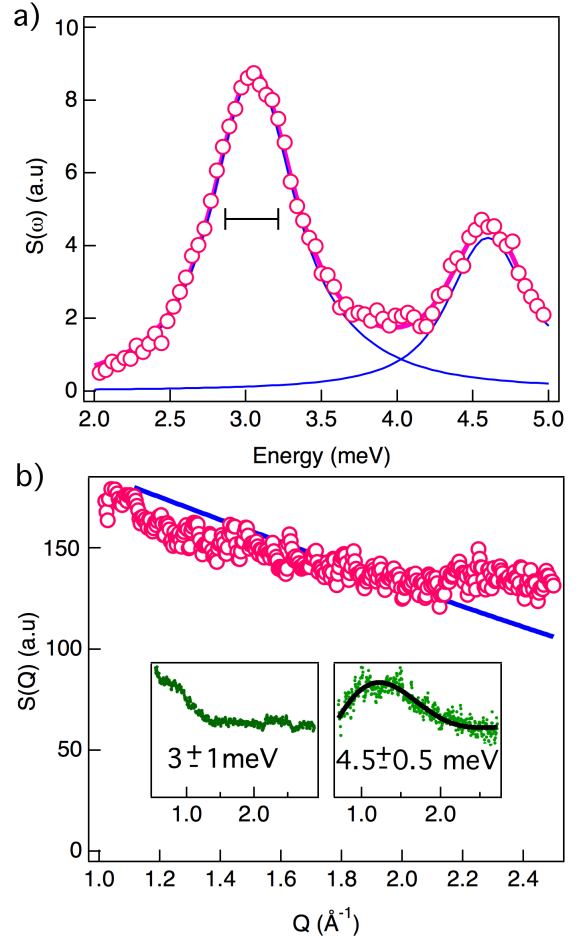 a)
10
8
6
4
2
0
S(ω) (a.u)
2.0 2.5 3.0 3.5 4.0 4.5 5.0
Energy (meV)
b)
150
100
50
0
S(Q) (a.u)
3 ± 1meV
1.0 2.0
4.5±0.5 meV
1.0 2.0
1.0 1.2 1.4 1.6 1.8 2.0 2.2 2.4
Q (Å-1)